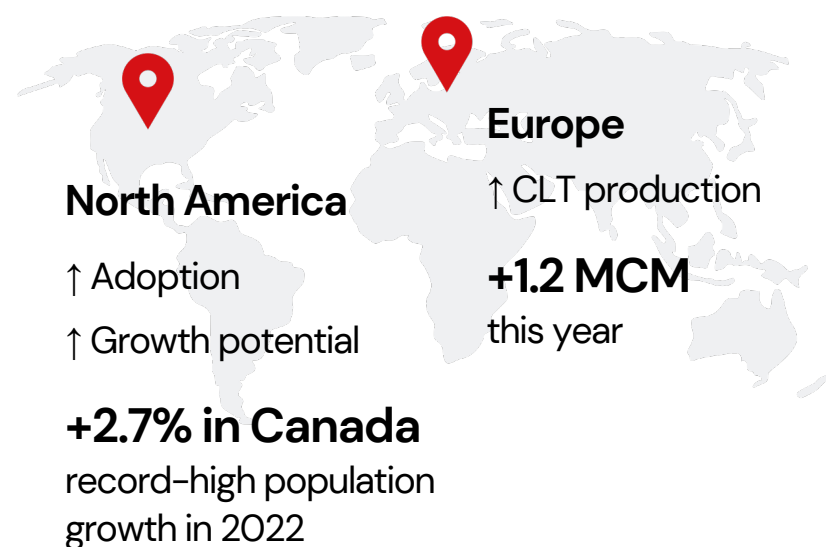 North America
↑ Adoption
↑ Growth potential
+2.7% in Canada
record-high population
growth in 2022
Europe
↑ CLT production
+1.2 MCM
this year